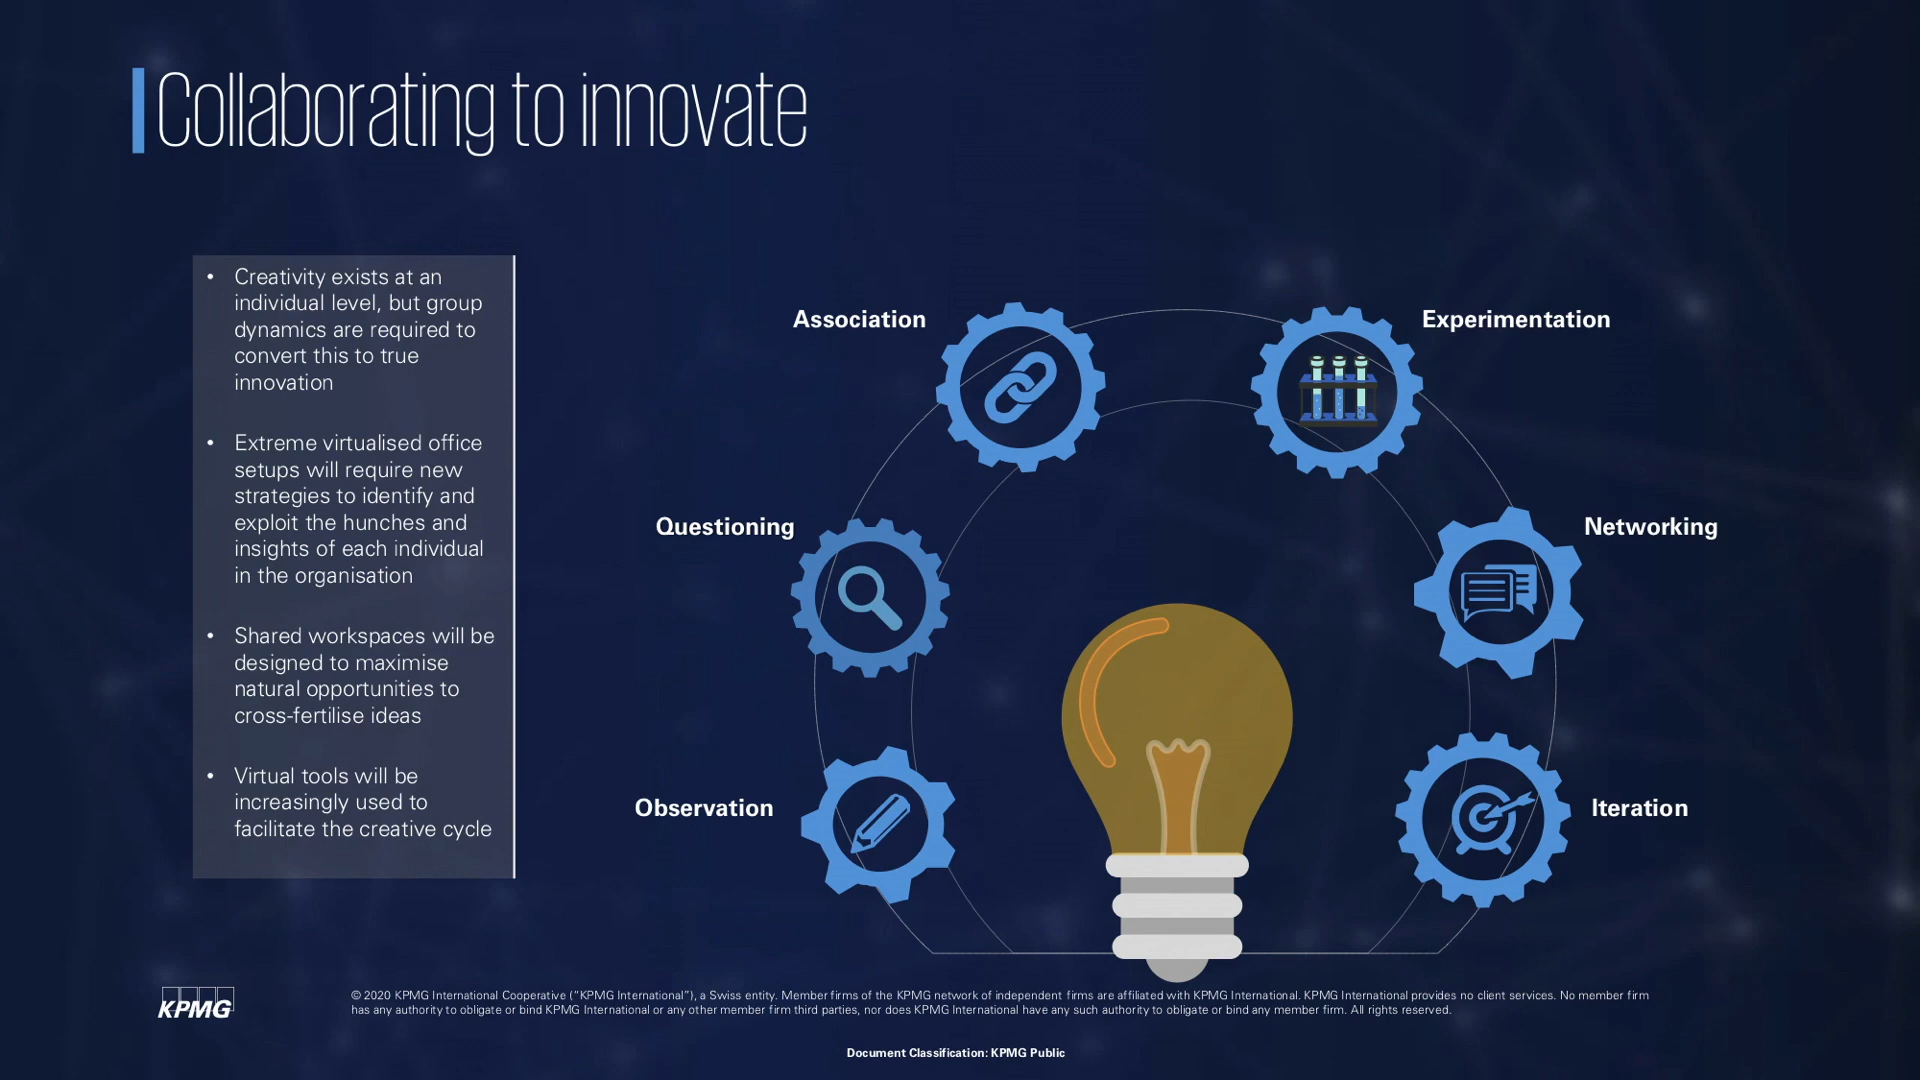 Collaborating to innovate
• Creativity exists at an
individual level, but group
dynamics are required to
convert this to true
innovation
• Extreme virtualised office
setups will require new
strategies to identify and
exploit the hunches and
insights of each individual
in the organisation
• Shared workspaces will be
designed to maximise
natural opportunities to
cross-fertilise ideas
• Virtual tools will be
increasingly used to
facilitate the creative cycle
Association
Experimentation
Questioning
Networking
Observation
Iteration
KPMG
© 2020 KPMG International Cooperative (“KPMG International”), a Swiss entity. Member firms of the KPMG network of independent firms are affiliated with KPMG International. KPMG International provides no client services. No member firm
has any authority to obligate or bind KPMG International or any other member firm third parties, nor does KPMG International have any such authority to obligate or bind any member firm. All rights reserved.
Document Classification: KPMG Public